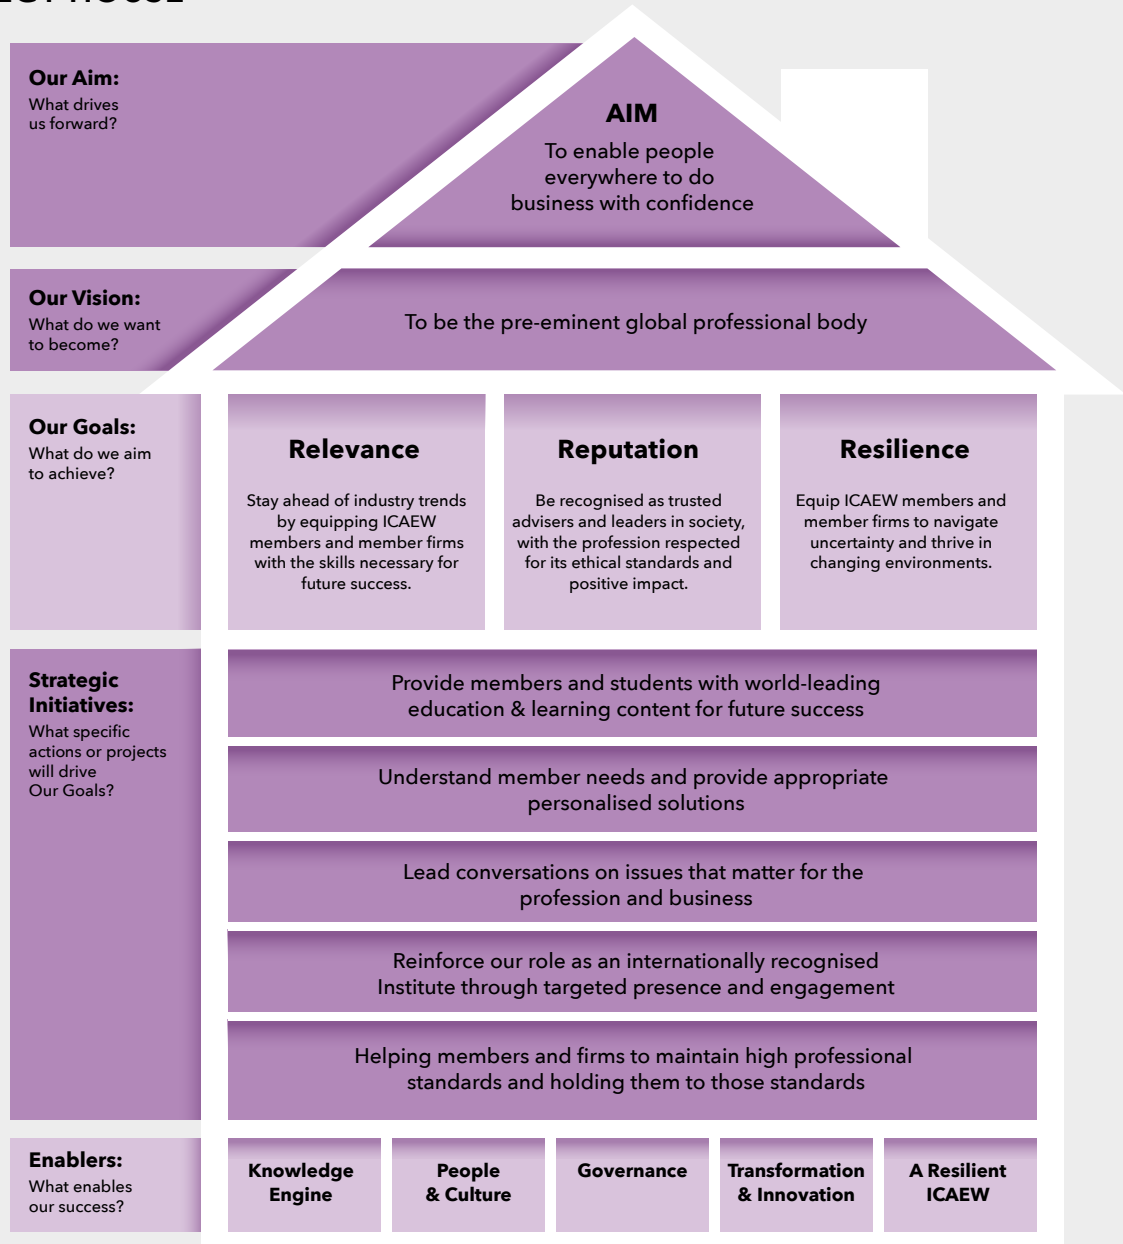 Our Aim:
What drives
us forward?
AIM
To enable people
everywhere to do
business with confidence
Our Vision:
What do we want
to become?
To be the pre-eminent global professional body
Our Goals:
What do we aim
to achieve?
Relevance
Stay ahead of industry trends
by equipping ICAEW
members and member firms
with the skills necessary for
future success.
Reputation
Be recognised as trusted
advisers and leaders in society,
with the profession respected
for its ethical standards and
positive impact.
Resilience
Equip ICAEW members and
member firms to navigate
uncertainty and thrive in
changing environments.
Strategic
Initiatives:
What specific
actions or projects
will drive
Our Goals?
Provide members and students with world-leading
education & learning content for future success
Understand member needs and provide appropriate
personalised solutions
Lead conversations on issues that matter for the
profession and business
Reinforce our role as an internationally recognised
Institute through targeted presence and engagement
Helping members and firms to maintain high professional
standards and holding them to those standards
Enablers:
What enables
our success?
Knowledge
Engine
People
& Culture
Governance
Transformation
& Innovation
A Resilient
ICAEW